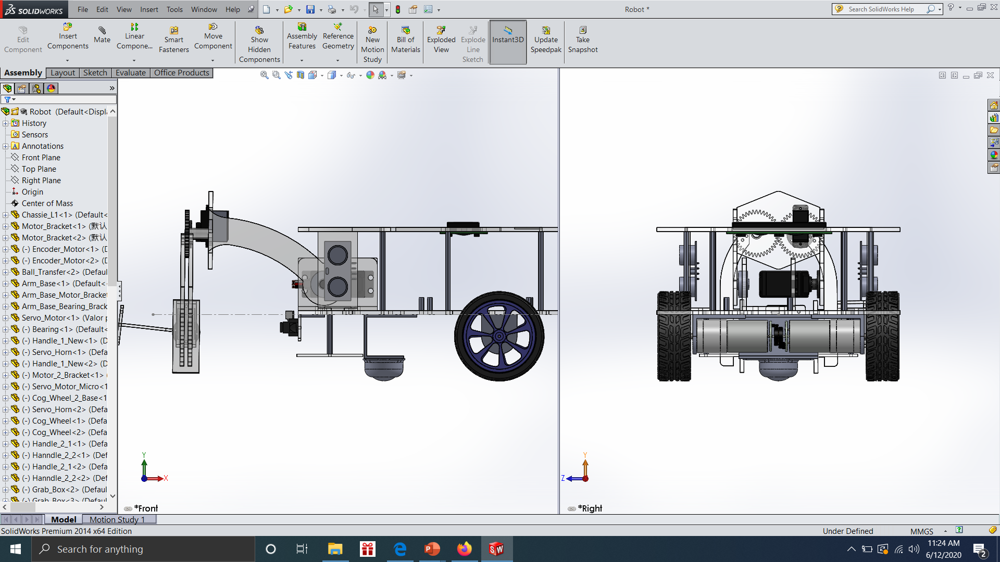 SOLIDWORKS File Edit View Insert Tools Window Help Robot * Search SolidWorks Help
Edit Component
Insert Components
Mate
Linear Compone...
Smart Fasteners
Move Component
Show Hidden Components
Assembly Features
Reference Geometry
New Motion Study
Bill of Materials
Exploded View
Explode Line Sketch
Instant3D
Update Speedpak
Take Snapshot
Assembly Layout Sketch Evaluate Office Products
Robot (Default<Displ
History
Sensors
Annotations
Front Plane
Top Plane
Right Plane
Origin
Center of Mass
Chassie_L1<1> (Default<
Motor_Bracket<1> (默认
Motor_Bracket<2> (默认
(-) Encoder_Motor<1> (D
(-) Encoder_Motor<2> (D
Ball_Transfer<2> (Defaul
Arm_Base<1> (Default<
Arm_Base_Motor_Bracket
Arm_Base_Bearing_Brack
Servo_Motor<1> (Valor p
(-) Bearing<1> (Default<
(-) Handle_1_New<1> (D
(-) Servo_Horn<1> (Defa
(-) Handle_1_New<2> (D
(-) Motor_2_Bracket<1> (
(-) Servo_Motor_Micro<1
(-) Cog_Wheel_2_Base<1
(-) Servo_Horn<2> (Defa
(-) Cog_Wheel<1> (Defa
(-) Cog_Wheel<2> (Defa
(-) Handle_2_1<1> (Defa
(-) Hanndle_2_2<1> (Def
(-) Handle_2_1<2> (Defa
(-) Hanndle_2_2<2> (Def
(-) Grab_Box<2> (Defaul
(-) Grab_Box<3> (Defaul
Y
X
*Front
Y
Z
*Right
Model Motion Study 1
SolidWorks Premium 2014 x64 Edition Under Defined MMGS
Search for anything
11:24 AM
6/12/2020
2